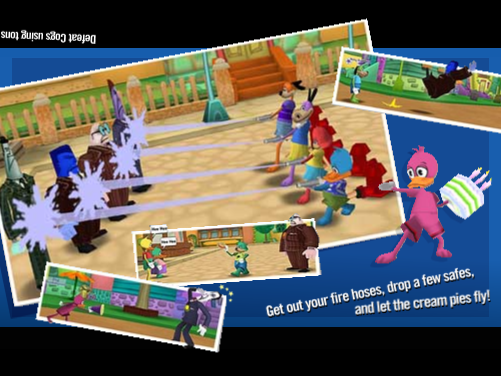 Defeat Cogs using tons
Get out your fire hoses, drop a few safes,
and let the cream pies fly!